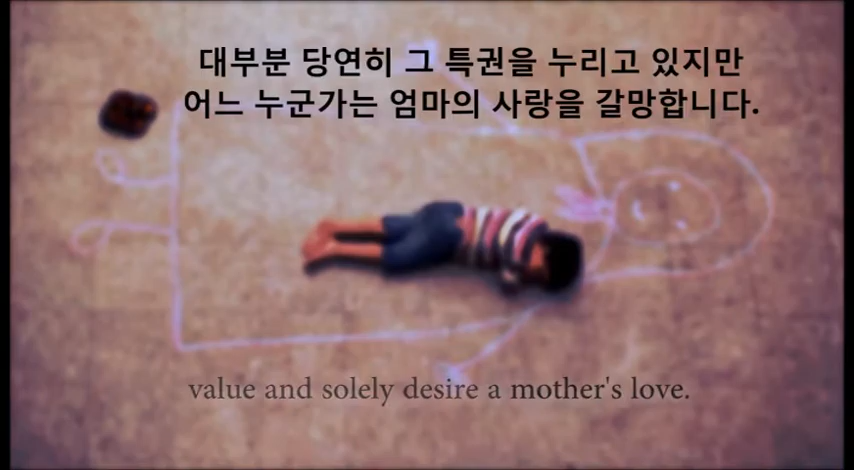 대부분 당연히 그 특권을 누리고 있지만
어느 누군가는 엄마의 사랑을 갈망합니다.
value and solely desire a mother's love.